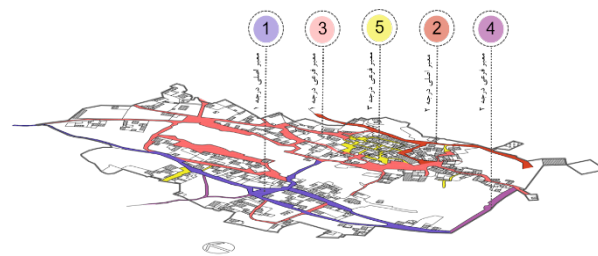 1
3
5
2
4
معبر اصلی درجه ۱
معبر فرعی درجه ۱
معبر فرعی درجه ۳
معبر اصلی درجه ۲
معبر فرعی درجه ۲